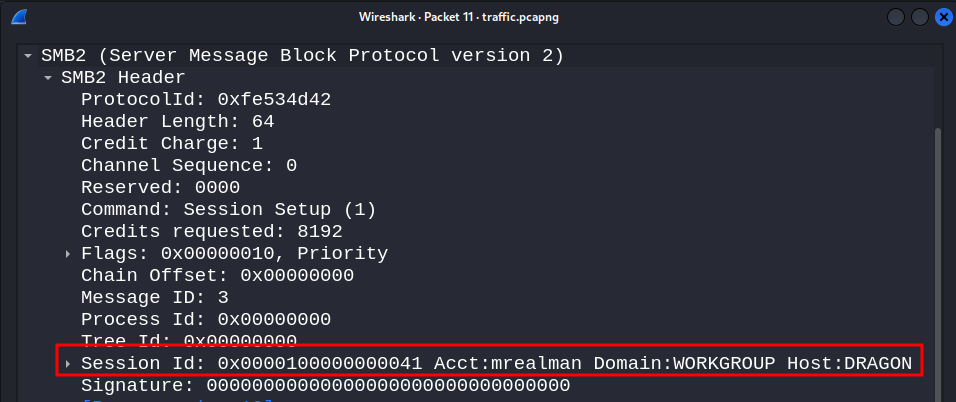 Wireshark · Packet 11 · traffic.pcapng
SMB2 (Server Message Block Protocol version 2)
SMB2 Header
ProtocolId: 0xfe534d42
Header Length: 64
Credit Charge: 1
Channel Sequence: 0
Reserved: 0000
Command: Session Setup (1)
Credits requested: 8192
Flags: 0x00000010, Priority
Chain Offset: 0x00000000
Message ID: 3
Process Id: 0x00000000
Tree Id: 0x00000000
Session Id: 0x0000100000000041 Acct:mrealman Domain:WORKGROUP Host:DRAGON
Signature: 00000000000000000000000000000000